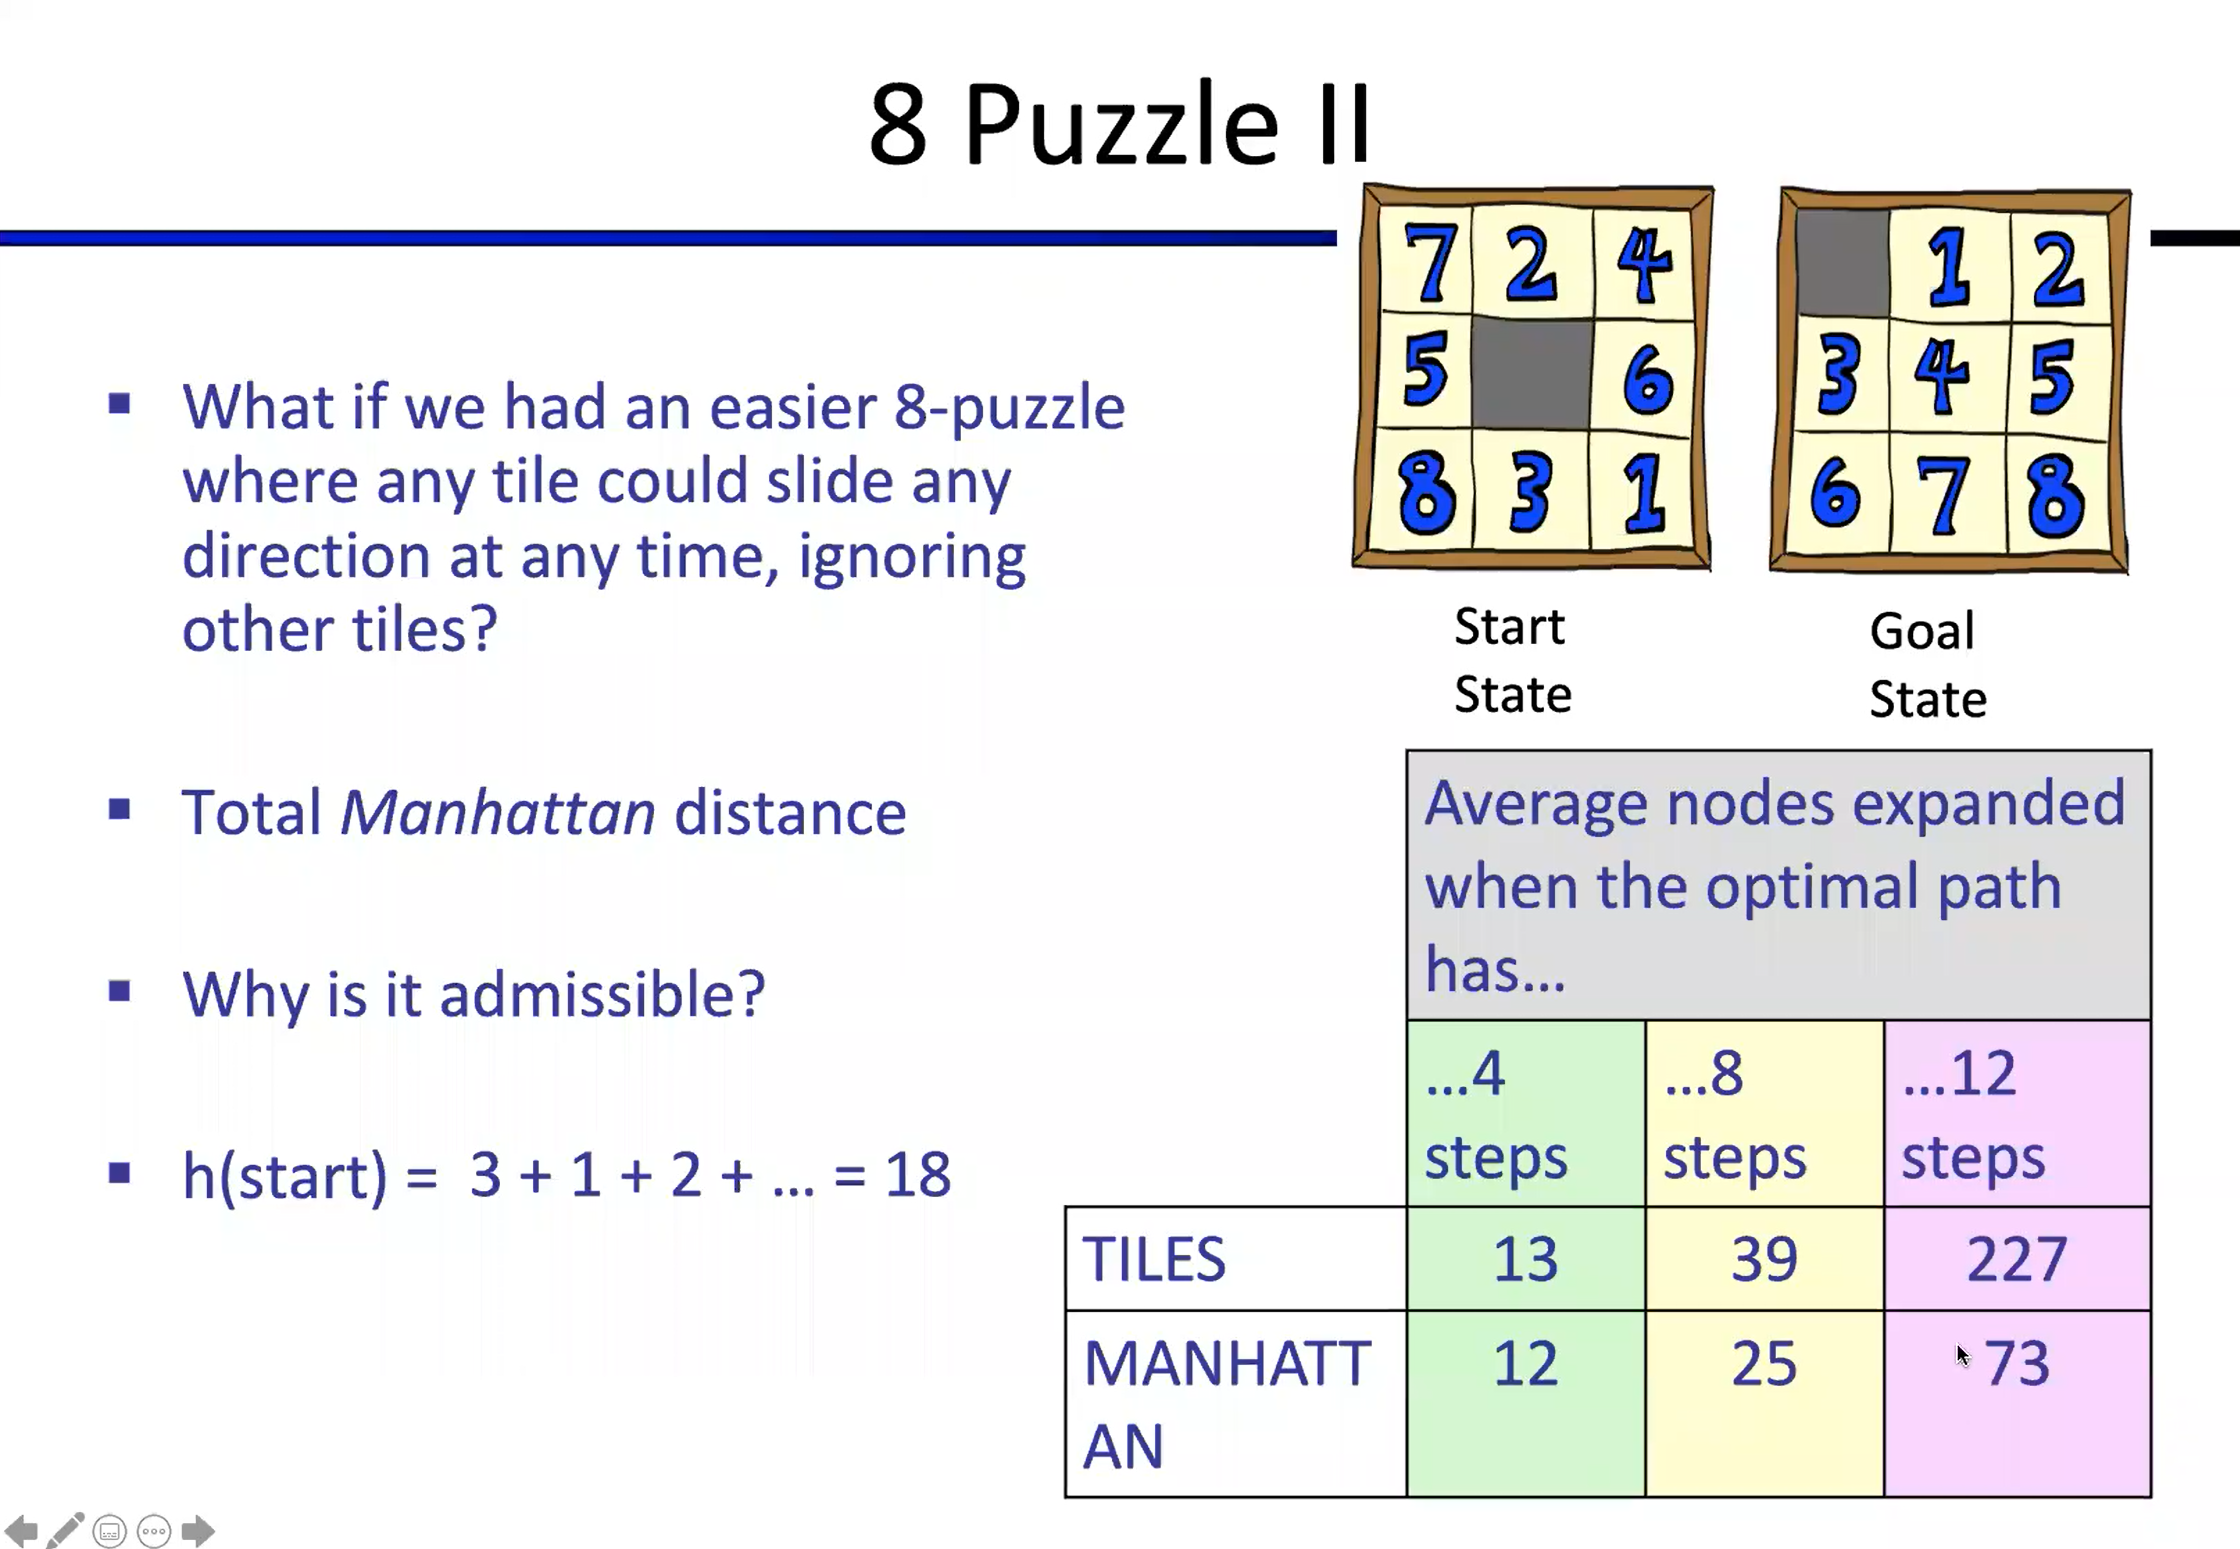 8 Puzzle II
▪ What if we had an easier 8-puzzle
where any tile could slide any
direction at any time, ignoring
other tiles?
▪ Total Manhattan distance
▪ Why is it admissible?
▪ h(start) = 3 + 1 + 2 + ... = 18
7 2 4
5 6
8 3 1
Start
State
1 2
3 4 5
6 7 8
Goal
State
Average nodes expanded
when the optimal path
has...
...4 ...8 ...12
steps steps steps
TILES 13 39 227
MANHATT 12 25 73
AN